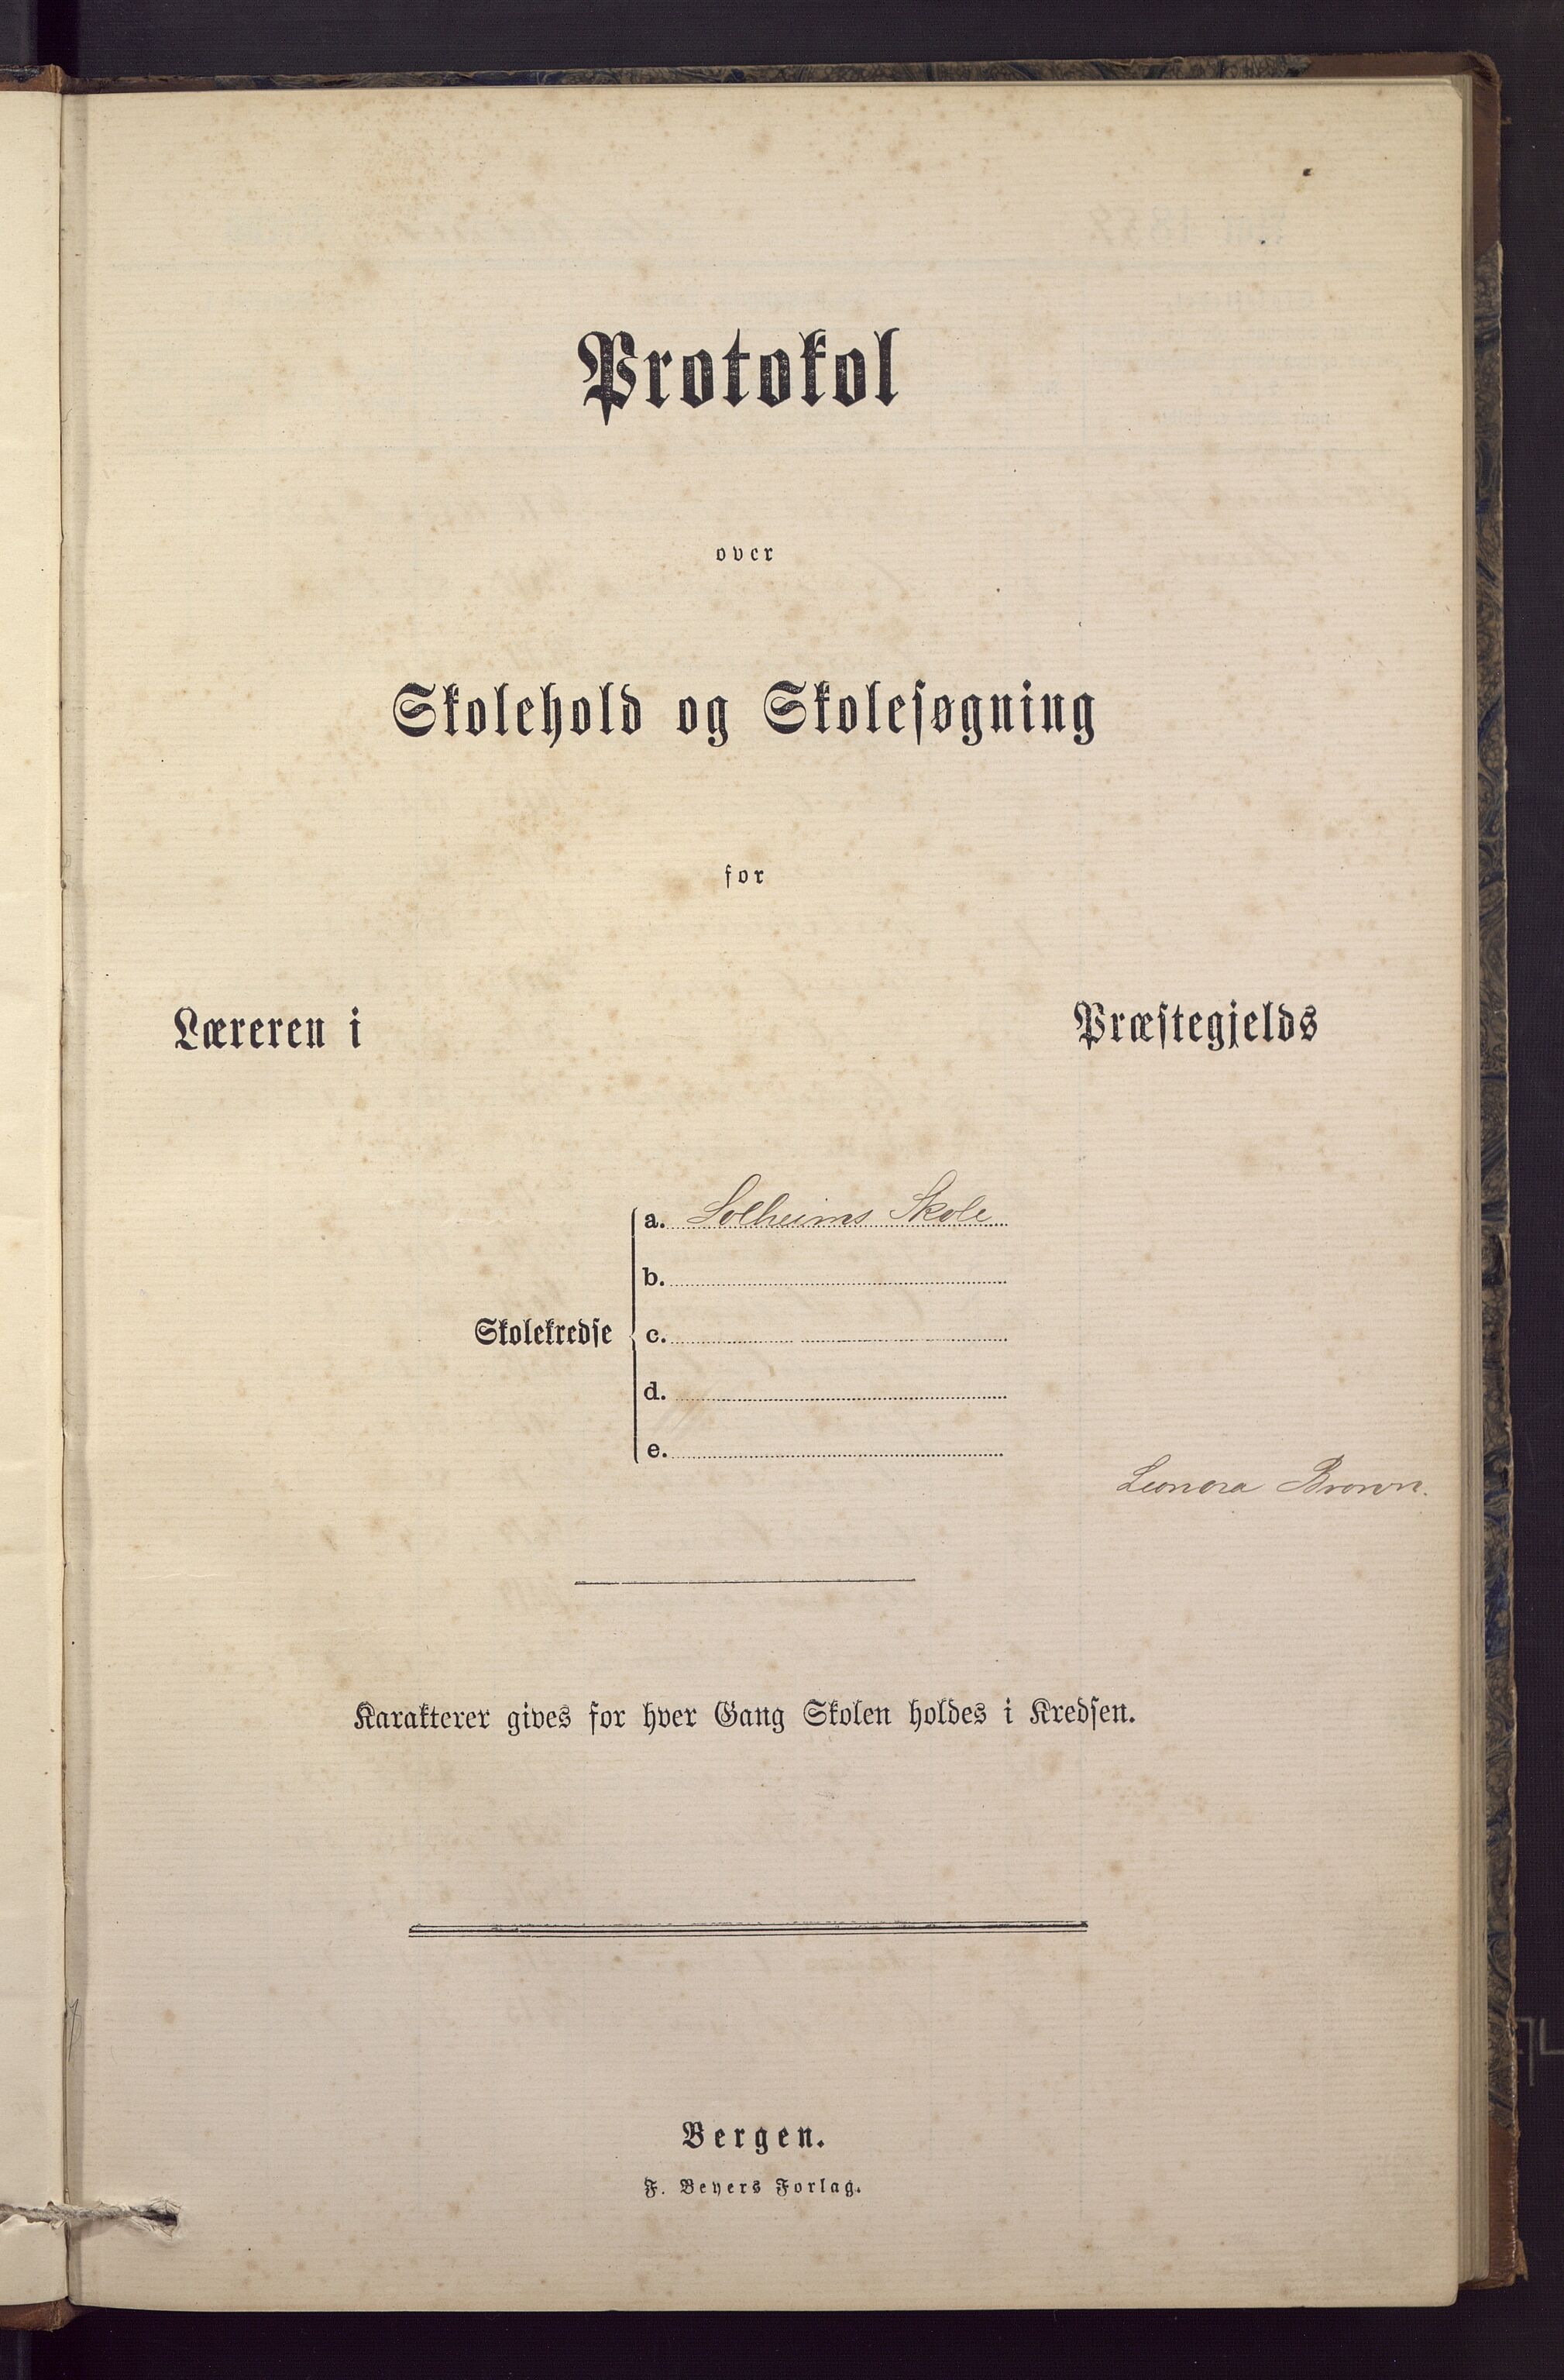 Protokol
over
Skolehold og Skolesøgning
for
Læreren i Præstegjelds
Skolekredse
a. Solheims Skole
b.
c.
d.
e.
Leonora Brown.
Karakterer gives for hver Gang Skolen holdes i Kredsen.
Bergen.
F. Beyers Forlag.